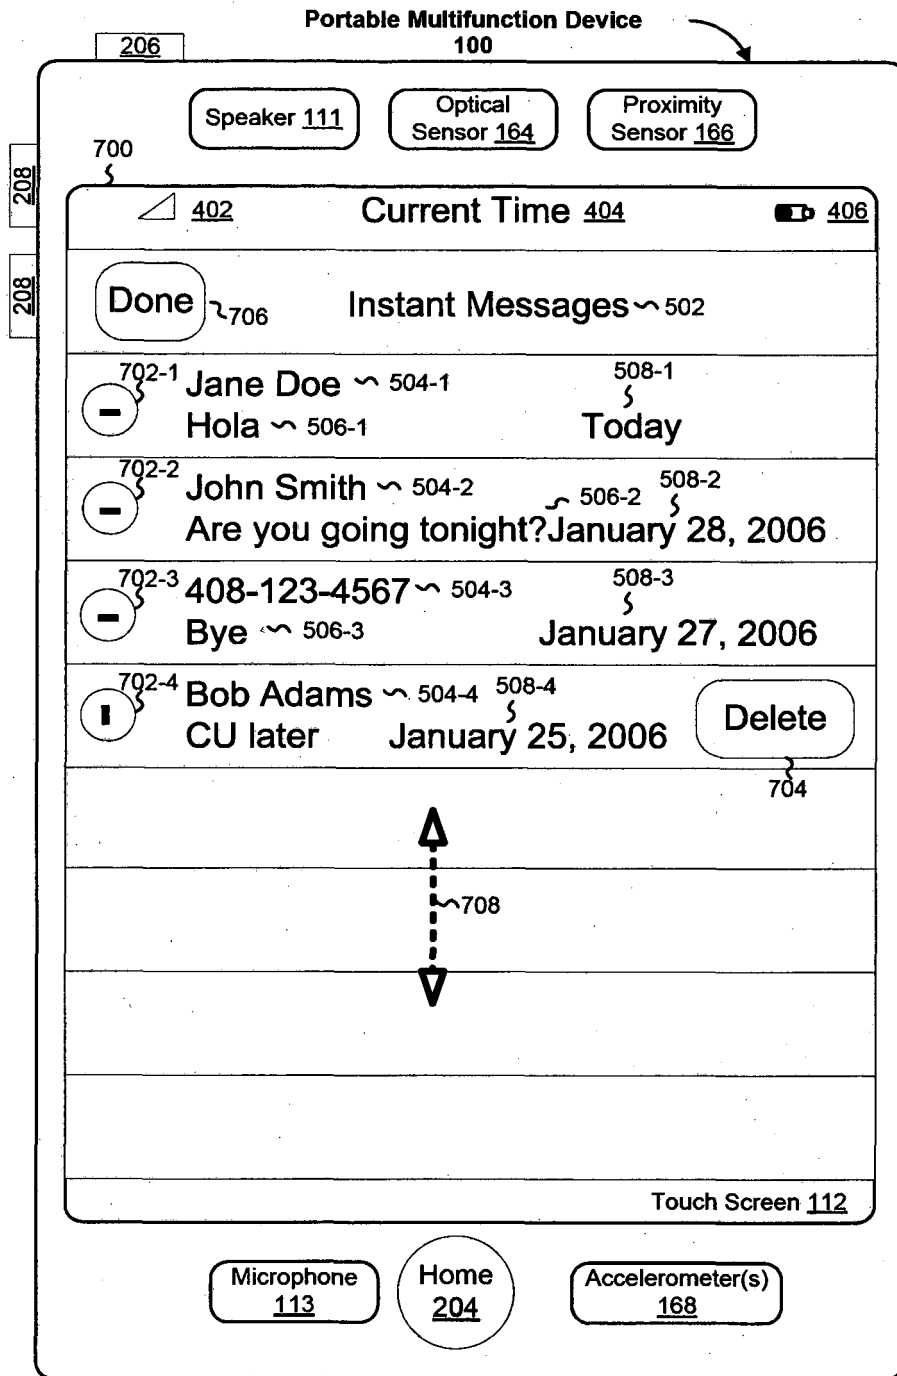 Portable Multifunction Device
100
206
Speaker 111
Optical
Sensor 164
Proximity
Sensor 166
208
208
700
402
Current Time 404
406
Done
706
Instant Messages 502
702-1
Jane Doe 504-1
508-1
Hola 506-1
Today
702-2
John Smith 504-2
506-2
508-2
Are you going tonight? January 28, 2006
702-3
408-123-4567 504-3
508-3
Bye 506-3
January 27, 2006
702-4
Bob Adams 504-4
508-4
CU later
January 25, 2006
Delete
704
708
Touch Screen 112
Microphone
113
Home
204
Accelerometer(s)
168